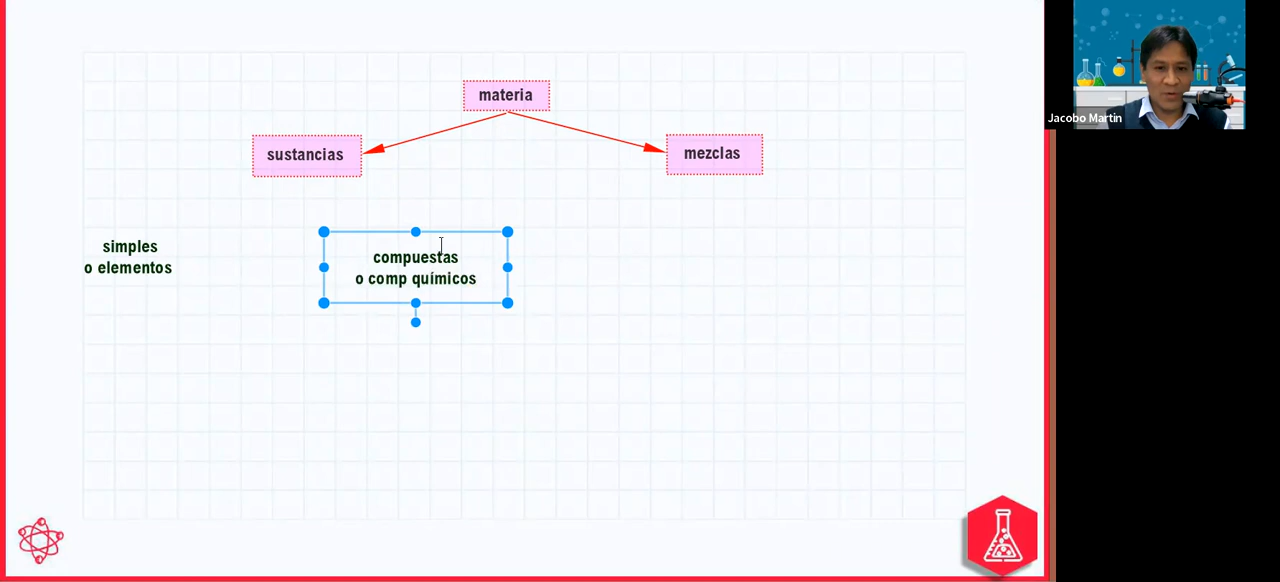 materia
sustancias
mezclas
simples
o elementos
compuestas
o comp químicos
Jacobo Martin